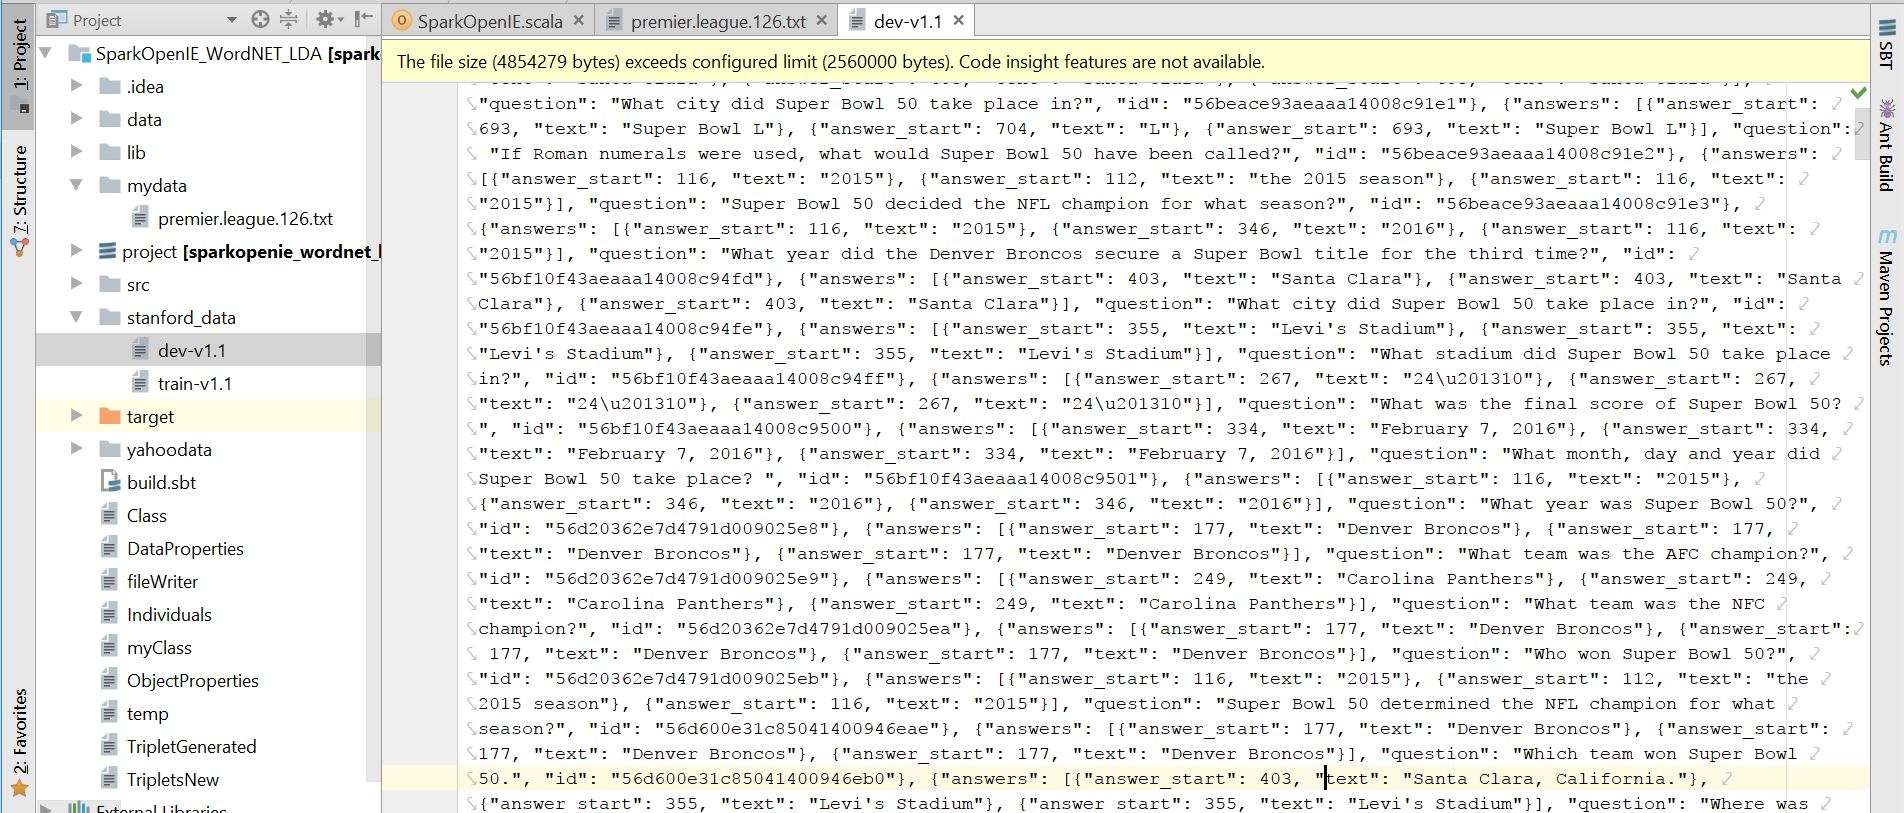 1: Project
7: Structure
2: Favorites
Project
SparkOpenIE_WordNET_LDA [spark
.idea
data
lib
mydata
premier.league.126.txt
project [sparkopenie_wordnet_l
src
stanford_data
dev-v1.1
train-v1.1
target
yahoodata
build.sbt
Class
DataProperties
fileWriter
Individuals
myClass
ObjectProperties
temp
TripletGenerated
TripletsNew
External Libraries
SparkOpenIE.scala
premier.league.126.txt
dev-v1.1
The file size (4854279 bytes) exceeds configured limit (2560000 bytes). Code insight features are not available.
"question": "What city did Super Bowl 50 take place in?", "id": "56beace93aeaaa14008c91e1"}, {"answers": [{"answer_start":
693, "text": "Super Bowl L"}, {"answer_start": 704, "text": "L"}, {"answer_start": 693, "text": "Super Bowl L"}], "question":
"If Roman numerals were used, what would Super Bowl 50 have been called?", "id": "56beace93aeaaa14008c91e2"}, {"answers":
[{"answer_start": 116, "text": "2015"}, {"answer_start": 112, "text": "the 2015 season"}, {"answer_start": 116, "text":
"2015"}], "question": "Super Bowl 50 decided the NFL champion for what season?", "id": "56beace93aeaaa14008c91e3"},
{"answers": [{"answer_start": 116, "text": "2015"}, {"answer_start": 346, "text": "2016"}, {"answer_start": 116, "text":
"2015"}], "question": "What year did the Denver Broncos secure a Super Bowl title for the third time?", "id":
"56bf10f43aeaaa14008c94fd"}, {"answers": [{"answer_start": 403, "text": "Santa Clara"}, {"answer_start": 403, "text": "Santa
Clara"}, {"answer_start": 403, "text": "Santa Clara"}], "question": "What city did Super Bowl 50 take place in?", "id":
"56bf10f43aeaaa14008c94fe"}, {"answers": [{"answer_start": 355, "text": "Levi's Stadium"}, {"answer_start": 355, "text":
"Levi's Stadium"}, {"answer_start": 355, "text": "Levi's Stadium"}], "question": "What stadium did Super Bowl 50 take place
in?", "id": "56bf10f43aeaaa14008c94ff"}, {"answers": [{"answer_start": 267, "text": "24\u201310"}, {"answer_start": 267,
"text": "24\u201310"}, {"answer_start": 267, "text": "24\u201310"}], "question": "What was the final score of Super Bowl 50?
", "id": "56bf10f43aeaaa14008c9500"}, {"answers": [{"answer_start": 334, "text": "February 7, 2016"}, {"answer_start": 334,
"text": "February 7, 2016"}, {"answer_start": 334, "text": "February 7, 2016"}], "question": "What month, day and year did
Super Bowl 50 take place? ", "id": "56bf10f43aeaaa14008c9501"}, {"answers": [{"answer_start": 116, "text": "2015"},
{"answer_start": 346, "text": "2016"}, {"answer_start": 346, "text": "2016"}], "question": "What year was Super Bowl 50?",
"id": "56d20362e7d4791d009025e8"}, {"answers": [{"answer_start": 177, "text": "Denver Broncos"}, {"answer_start": 177,
"text": "Denver Broncos"}, {"answer_start": 177, "text": "Denver Broncos"}], "question": "What team was the AFC champion?",
"id": "56d20362e7d4791d009025e9"}, {"answers": [{"answer_start": 249, "text": "Carolina Panthers"}, {"answer_start": 249,
"text": "Carolina Panthers"}, {"answer_start": 249, "text": "Carolina Panthers"}], "question": "What team was the NFC
champion?", "id": "56d20362e7d4791d009025ea"}, {"answers": [{"answer_start": 177, "text": "Denver Broncos"}, {"answer_start":
177, "text": "Denver Broncos"}, {"answer_start": 177, "text": "Denver Broncos"}], "question": "Who won Super Bowl 50?",
"id": "56d20362e7d4791d009025eb"}, {"answers": [{"answer_start": 116, "text": "2015"}, {"answer_start": 112, "text": "the
2015 season"}, {"answer_start": 116, "text": "2015"}], "question": "Super Bowl 50 determined the NFL champion for what
season?", "id": "56d600e31c85041400946eae"}, {"answers": [{"answer_start": 177, "text": "Denver Broncos"}, {"answer_start":
177, "text": "Denver Broncos"}, {"answer_start": 177, "text": "Denver Broncos"}], "question": "Which team won Super Bowl
50.", "id": "56d600e31c85041400946eb0"}, {"answers": [{"answer_start": 403, "text": "Santa Clara, California."},
{"answer_start": 355, "text": "Levi's Stadium"}, {"answer_start": 355, "text": "Levi's Stadium"}], "question": "Where was
SBT
Ant Build
Maven Projects